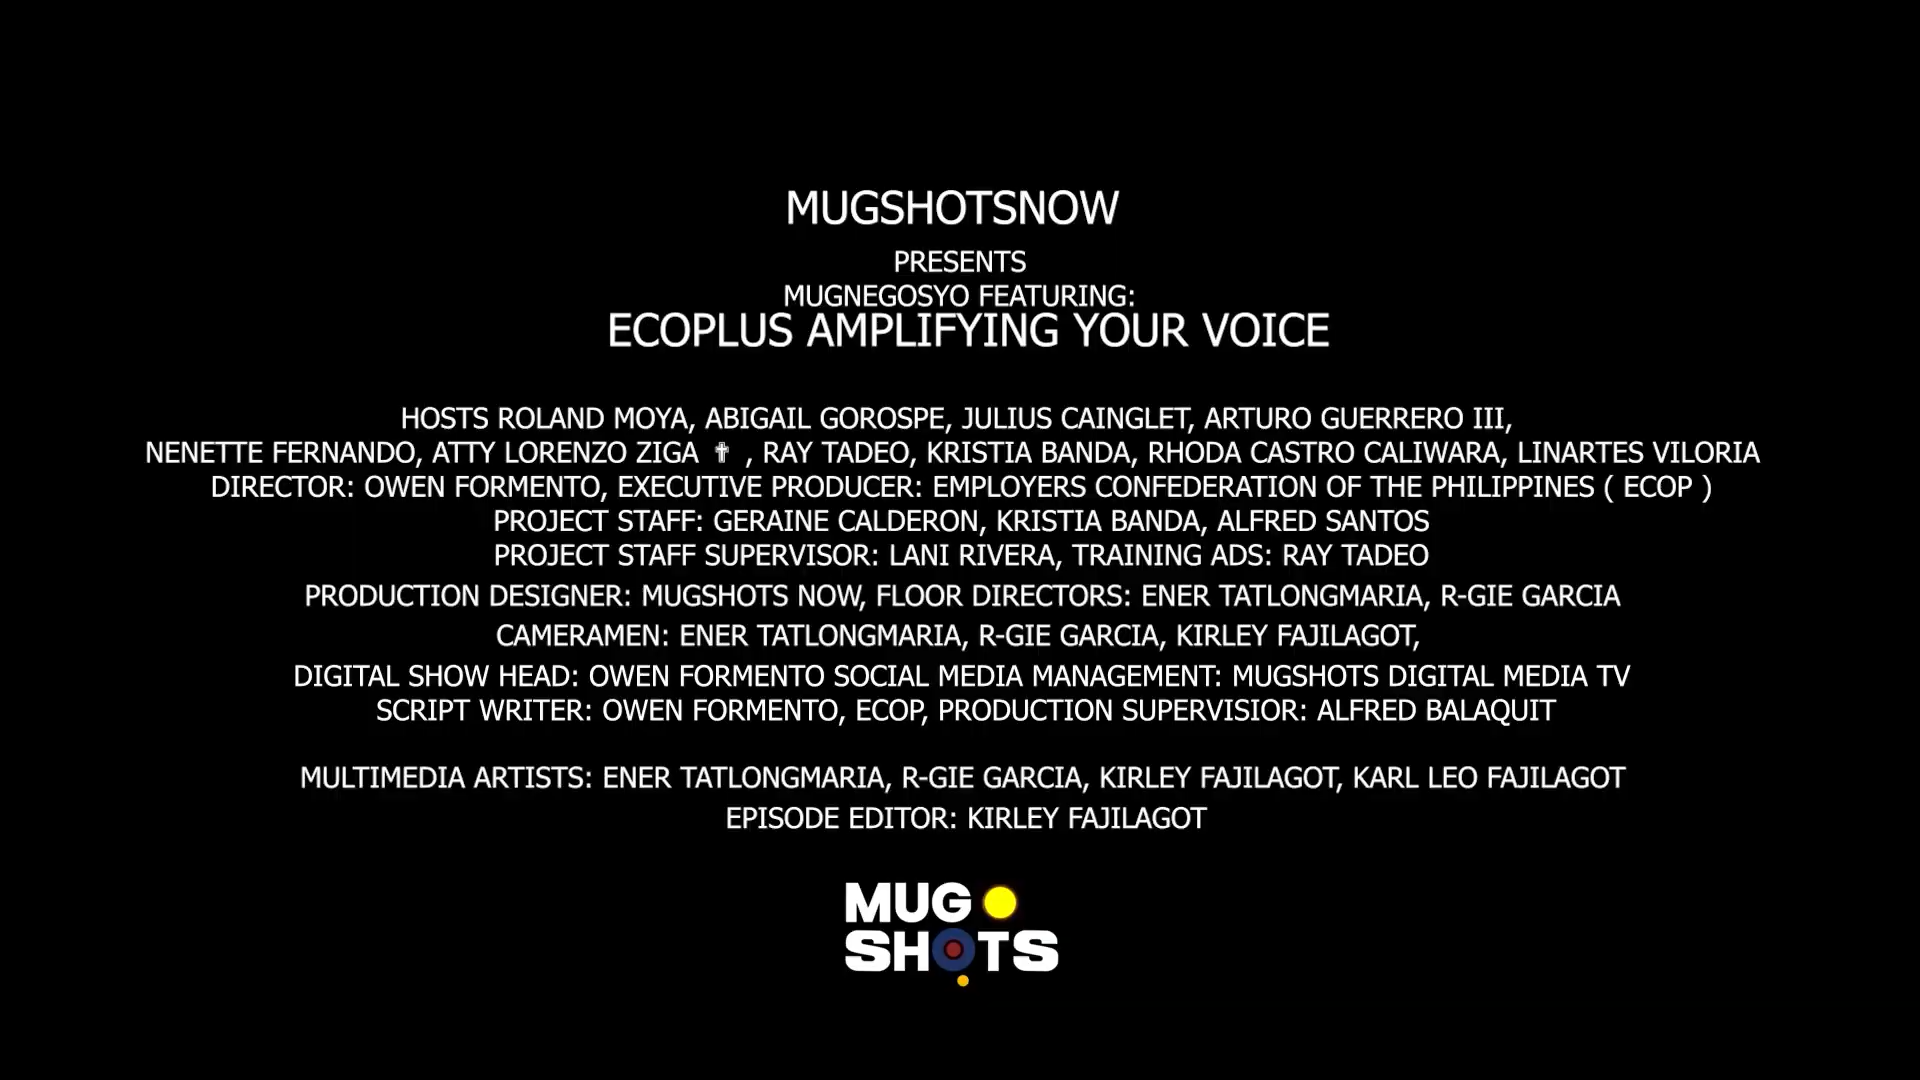 MUGSHOTSNOW
PRESENTS
MUGNEGOSYO FEATURING:
ECOPLUS AMPLIFYING YOUR VOICE
HOSTS ROLAND MOYA, ABIGAIL GOROSPE, JULIUS CAINGLET, ARTURO GUERRERO III,
NENETTE FERNANDO, ATTY LORENZO ZIGA ✟ , RAY TADEO, KRISTIA BANDA, RHODA CASTRO CALIWARA, LINARTES VILORIA
DIRECTOR: OWEN FORMENTO, EXECUTIVE PRODUCER: EMPLOYERS CONFEDERATION OF THE PHILIPPINES ( ECOP )
PROJECT STAFF: GERAINE CALDERON, KRISTIA BANDA, ALFRED SANTOS
PROJECT STAFF SUPERVISOR: LANI RIVERA, TRAINING ADS: RAY TADEO
PRODUCTION DESIGNER: MUGSHOTS NOW, FLOOR DIRECTORS: ENER TATLONGMARIA, R-GIE GARCIA
CAMERAMEN: ENER TATLONGMARIA, R-GIE GARCIA, KIRLEY FAJILAGOT,
DIGITAL SHOW HEAD: OWEN FORMENTO SOCIAL MEDIA MANAGEMENT: MUGSHOTS DIGITAL MEDIA TV
SCRIPT WRITER: OWEN FORMENTO, ECOP, PRODUCTION SUPERVISIOR: ALFRED BALAQUIT
MULTIMEDIA ARTISTS: ENER TATLONGMARIA, R-GIE GARCIA, KIRLEY FAJILAGOT, KARL LEO FAJILAGOT
EPISODE EDITOR: KIRLEY FAJILAGOT
MUG
SHOTS